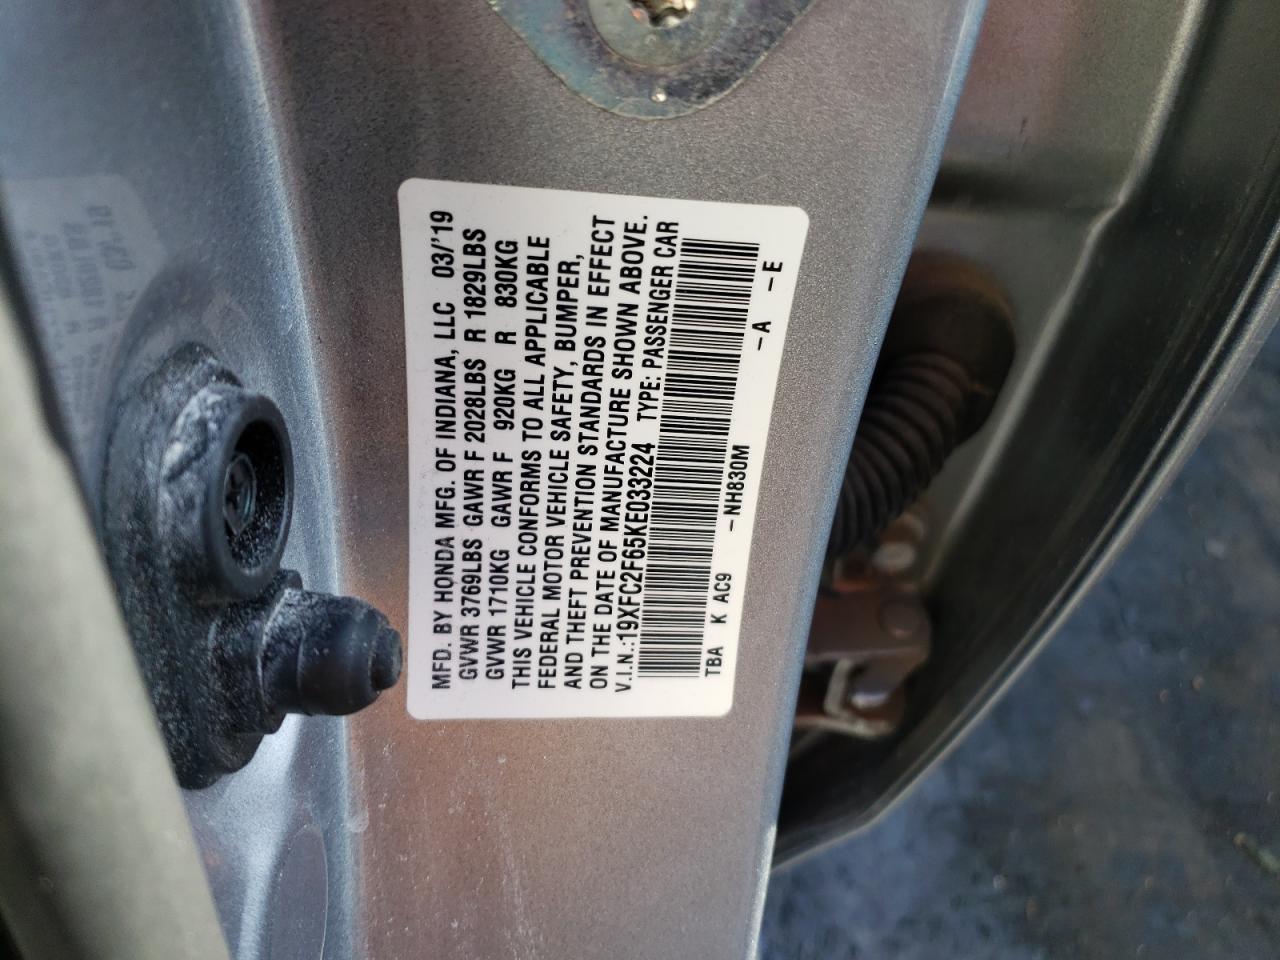 MFD. BY HONDA MFG. OF INDIANA, LLC 03/'19
GVWR 3769LBS GAWR F 2028LBS R 1829LBS
GVWR 1710KG GAWR F 920KG R 830KG
THIS VEHICLE CONFORMS TO ALL APPLICABLE
FEDERAL MOTOR VEHICLE SAFETY, BUMPER,
AND THEFT PREVENTION STANDARDS IN EFFECT
ON THE DATE OF MANUFACTURE SHOWN ABOVE.
V.I.N.:19XFC2F65KE033224 TYPE: PASSENGER CAR
TBA K AC9 -NH830M -A -E